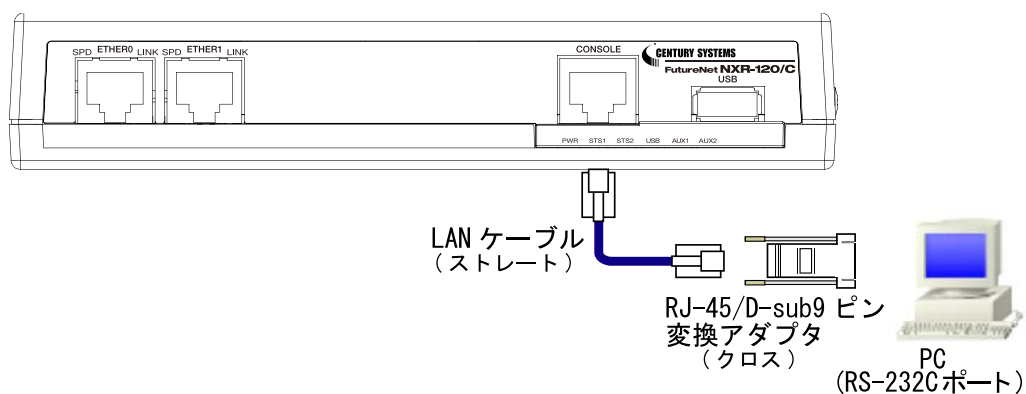 SPD ETHER0 LINK SPD ETHER1 LINK
CONSOLE
CENTURY SYSTEMS
FutureNet NXR-120/C
USB
PWR STS1 STS2 USB AUX1 AUX2
LAN ケーブル
(ストレート)
RJ-45/D-sub9 ピン
変換アダプタ
(クロス)
PC
(RS-232Cポート)